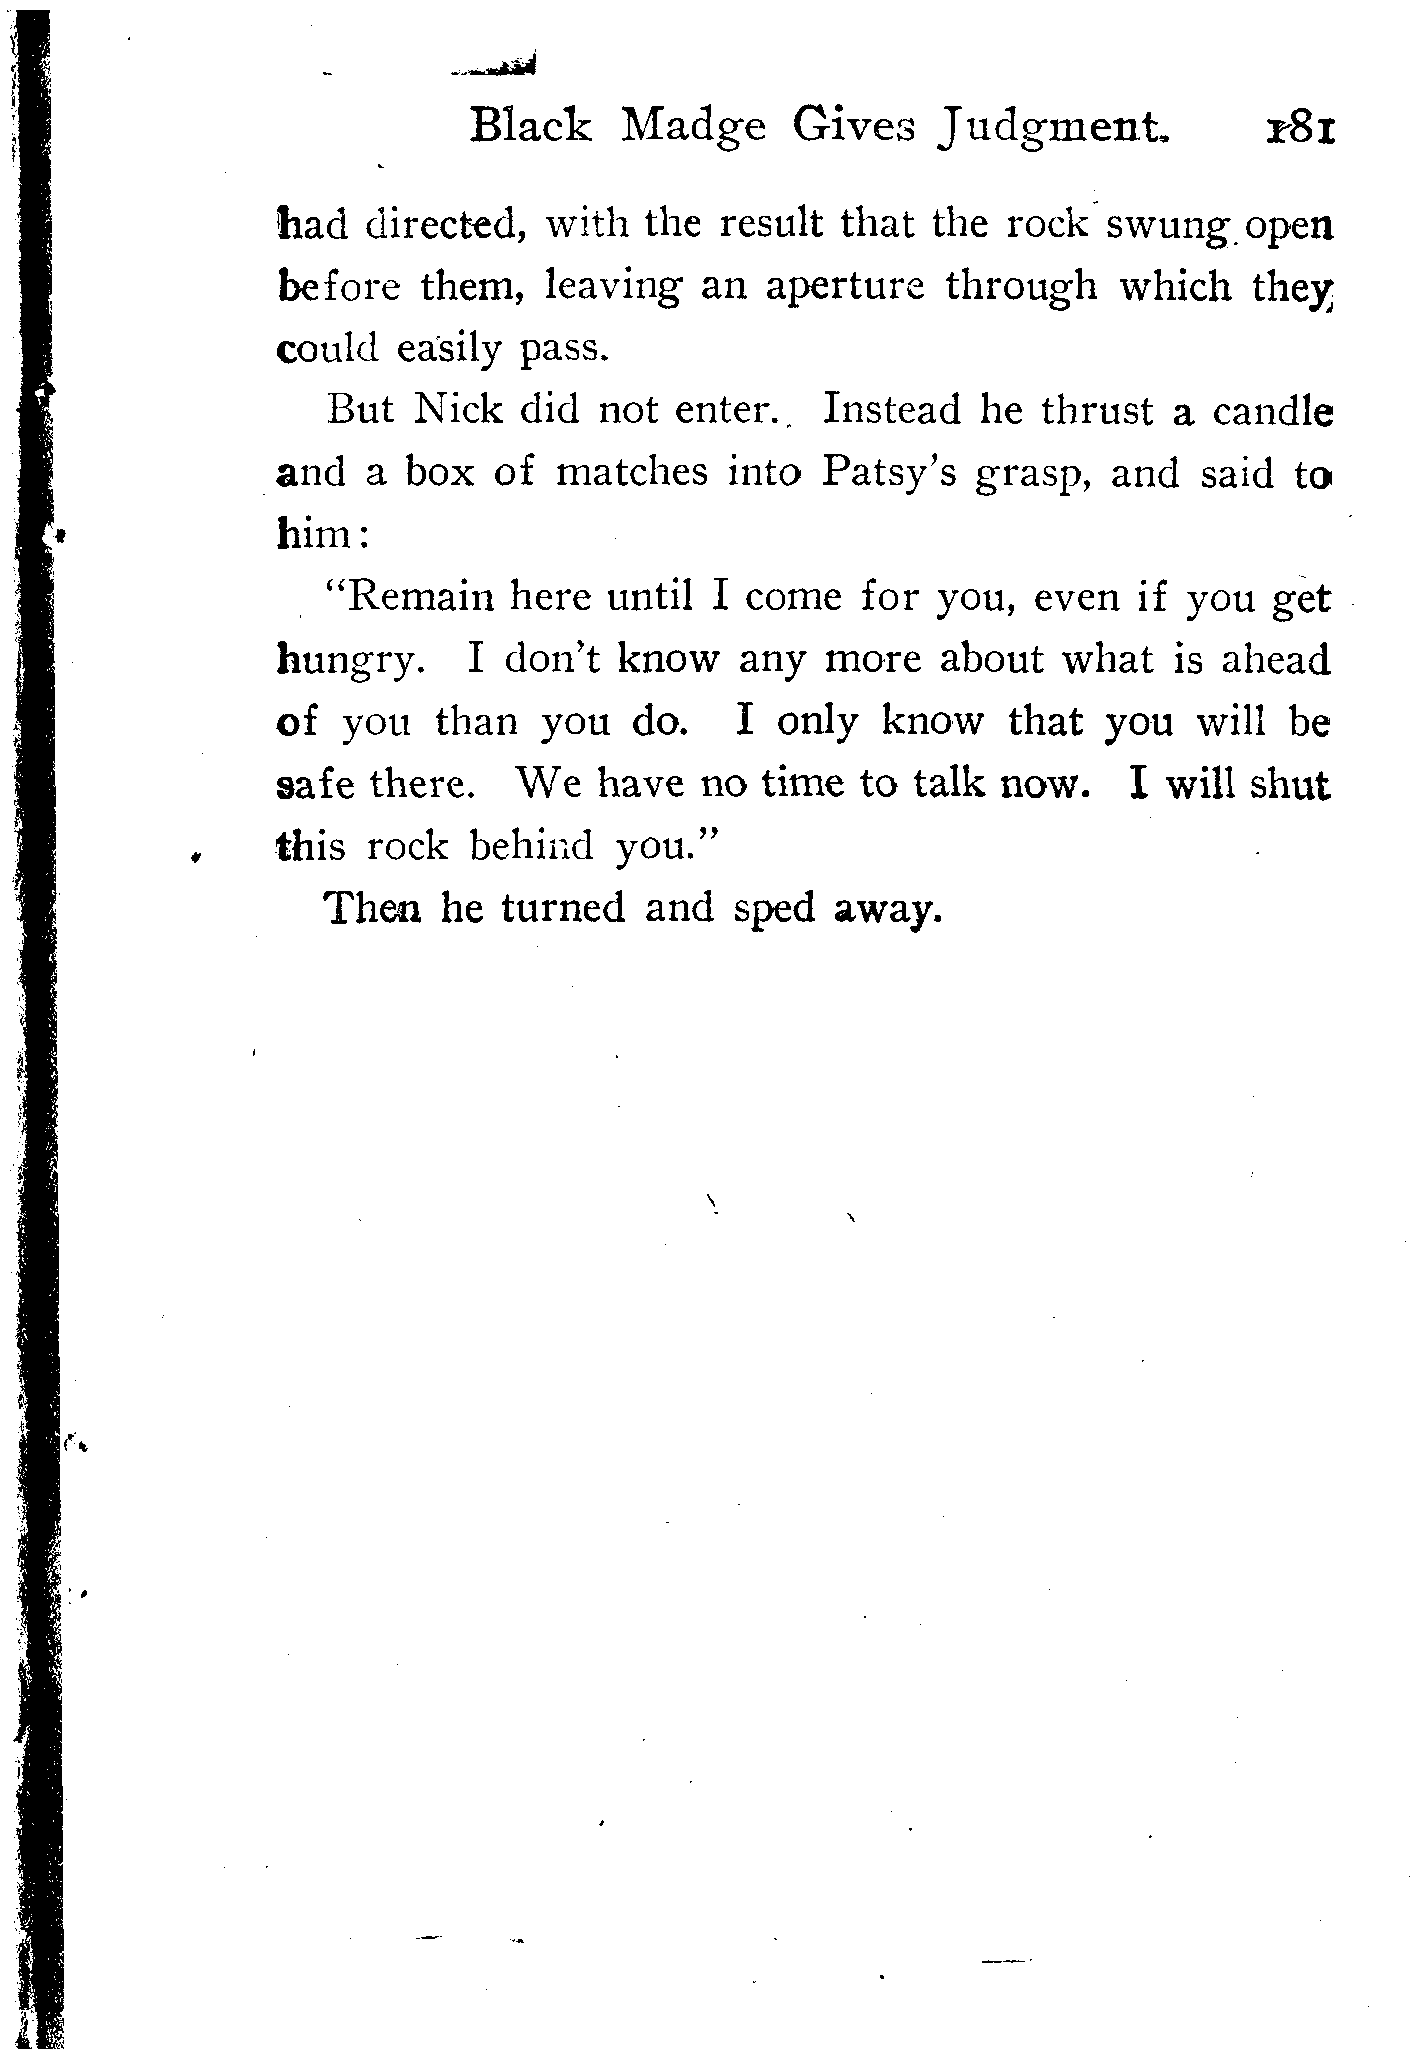 Black Madge Gives Judgment. 181
had directed, with the result that the rock swung open
before them, leaving an aperture through which they
could easily pass.
But Nick did not enter. Instead he thrust a candle
and a box of matches into Patsy's grasp, and said to
him:
"Remain here until I come for you, even if you get
hungry. I don't know any more about what is ahead
of you than you do. I only know that you will be
safe there. We have no time to talk now. I will shut
this rock behind you."
Then he turned and sped away.